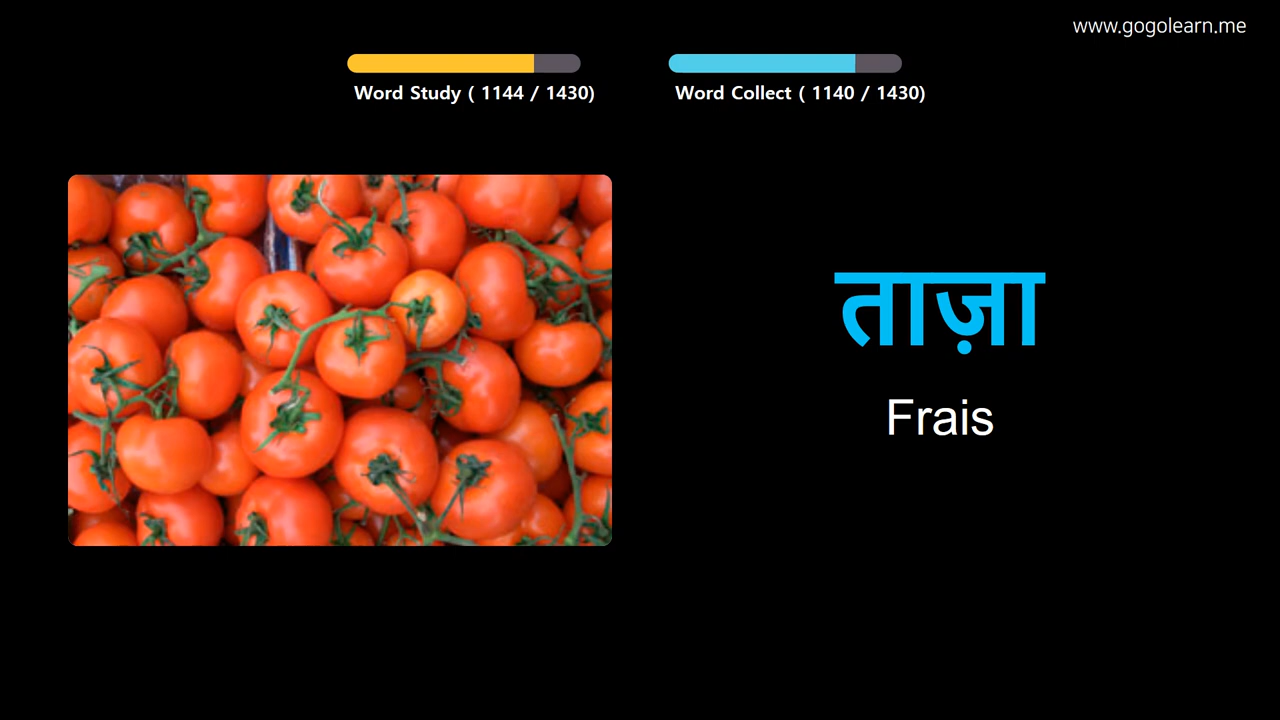 www.gogolearn.me
Word Study ( 1144 / 1430)
Word Collect ( 1140 / 1430)
ताज़ा
Frais